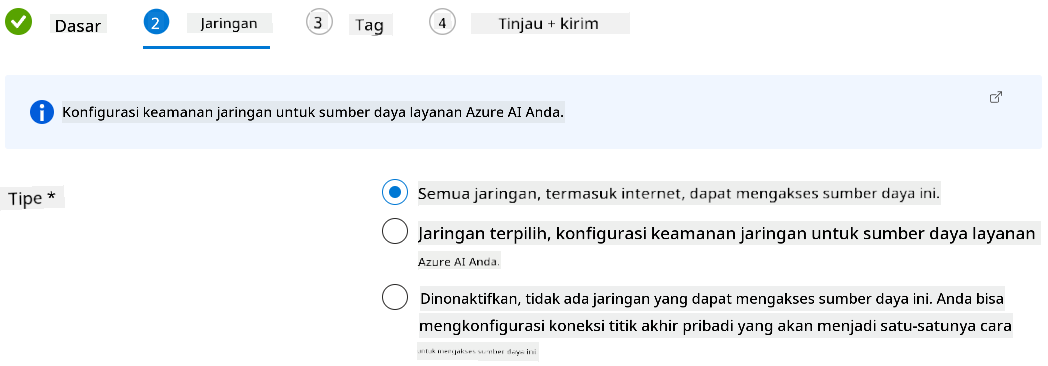 Dasar
2 Jaringan
3 Tag
4 Tinjau + kirim
Konfigurasi keamanan jaringan untuk sumber daya layanan Azure AI Anda.
Tipe *
Semua jaringan, termasuk internet, dapat mengakses sumber daya ini.
Jaringan terpilih, konfigurasi keamanan jaringan untuk sumber daya layanan
Azure AI Anda.
Dinonaktifkan, tidak ada jaringan yang dapat mengakses sumber daya ini. Anda bisa
mengkonfigurasi koneksi titik akhir pribadi yang akan menjadi satu-satunya cara
untuk mengakses sumber daya ini